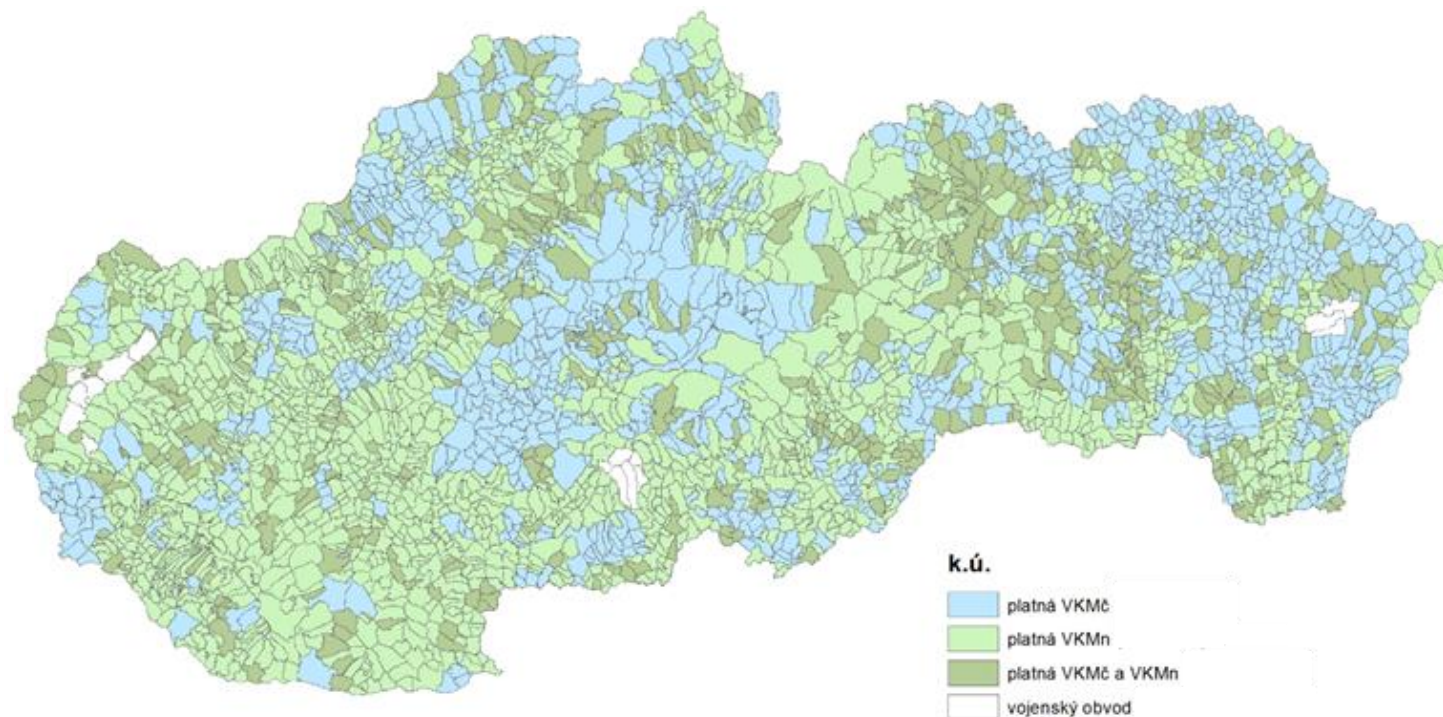 k.ú.
platná VKMč
platná VKMn
platná VKMč a VKMn
vojenský obvod